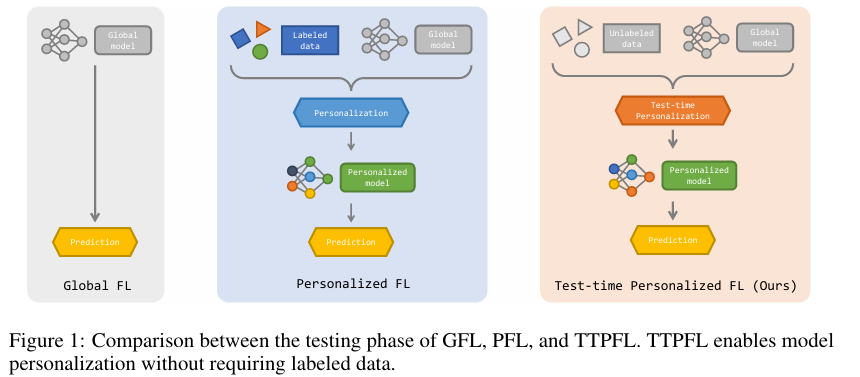 Global
model
Prediction
Global FL
Labeled
data
Global
model
Personalization
Personalized
model
Prediction
Personalized FL
Unlabeled
data
Global
model
Test-time
Personalization
Personalized
model
Prediction
Test-time Personalized FL (Ours)
Figure 1: Comparison between the testing phase of GFL, PFL, and TTPFL. TTPFL enables model
personalization without requiring labeled data.